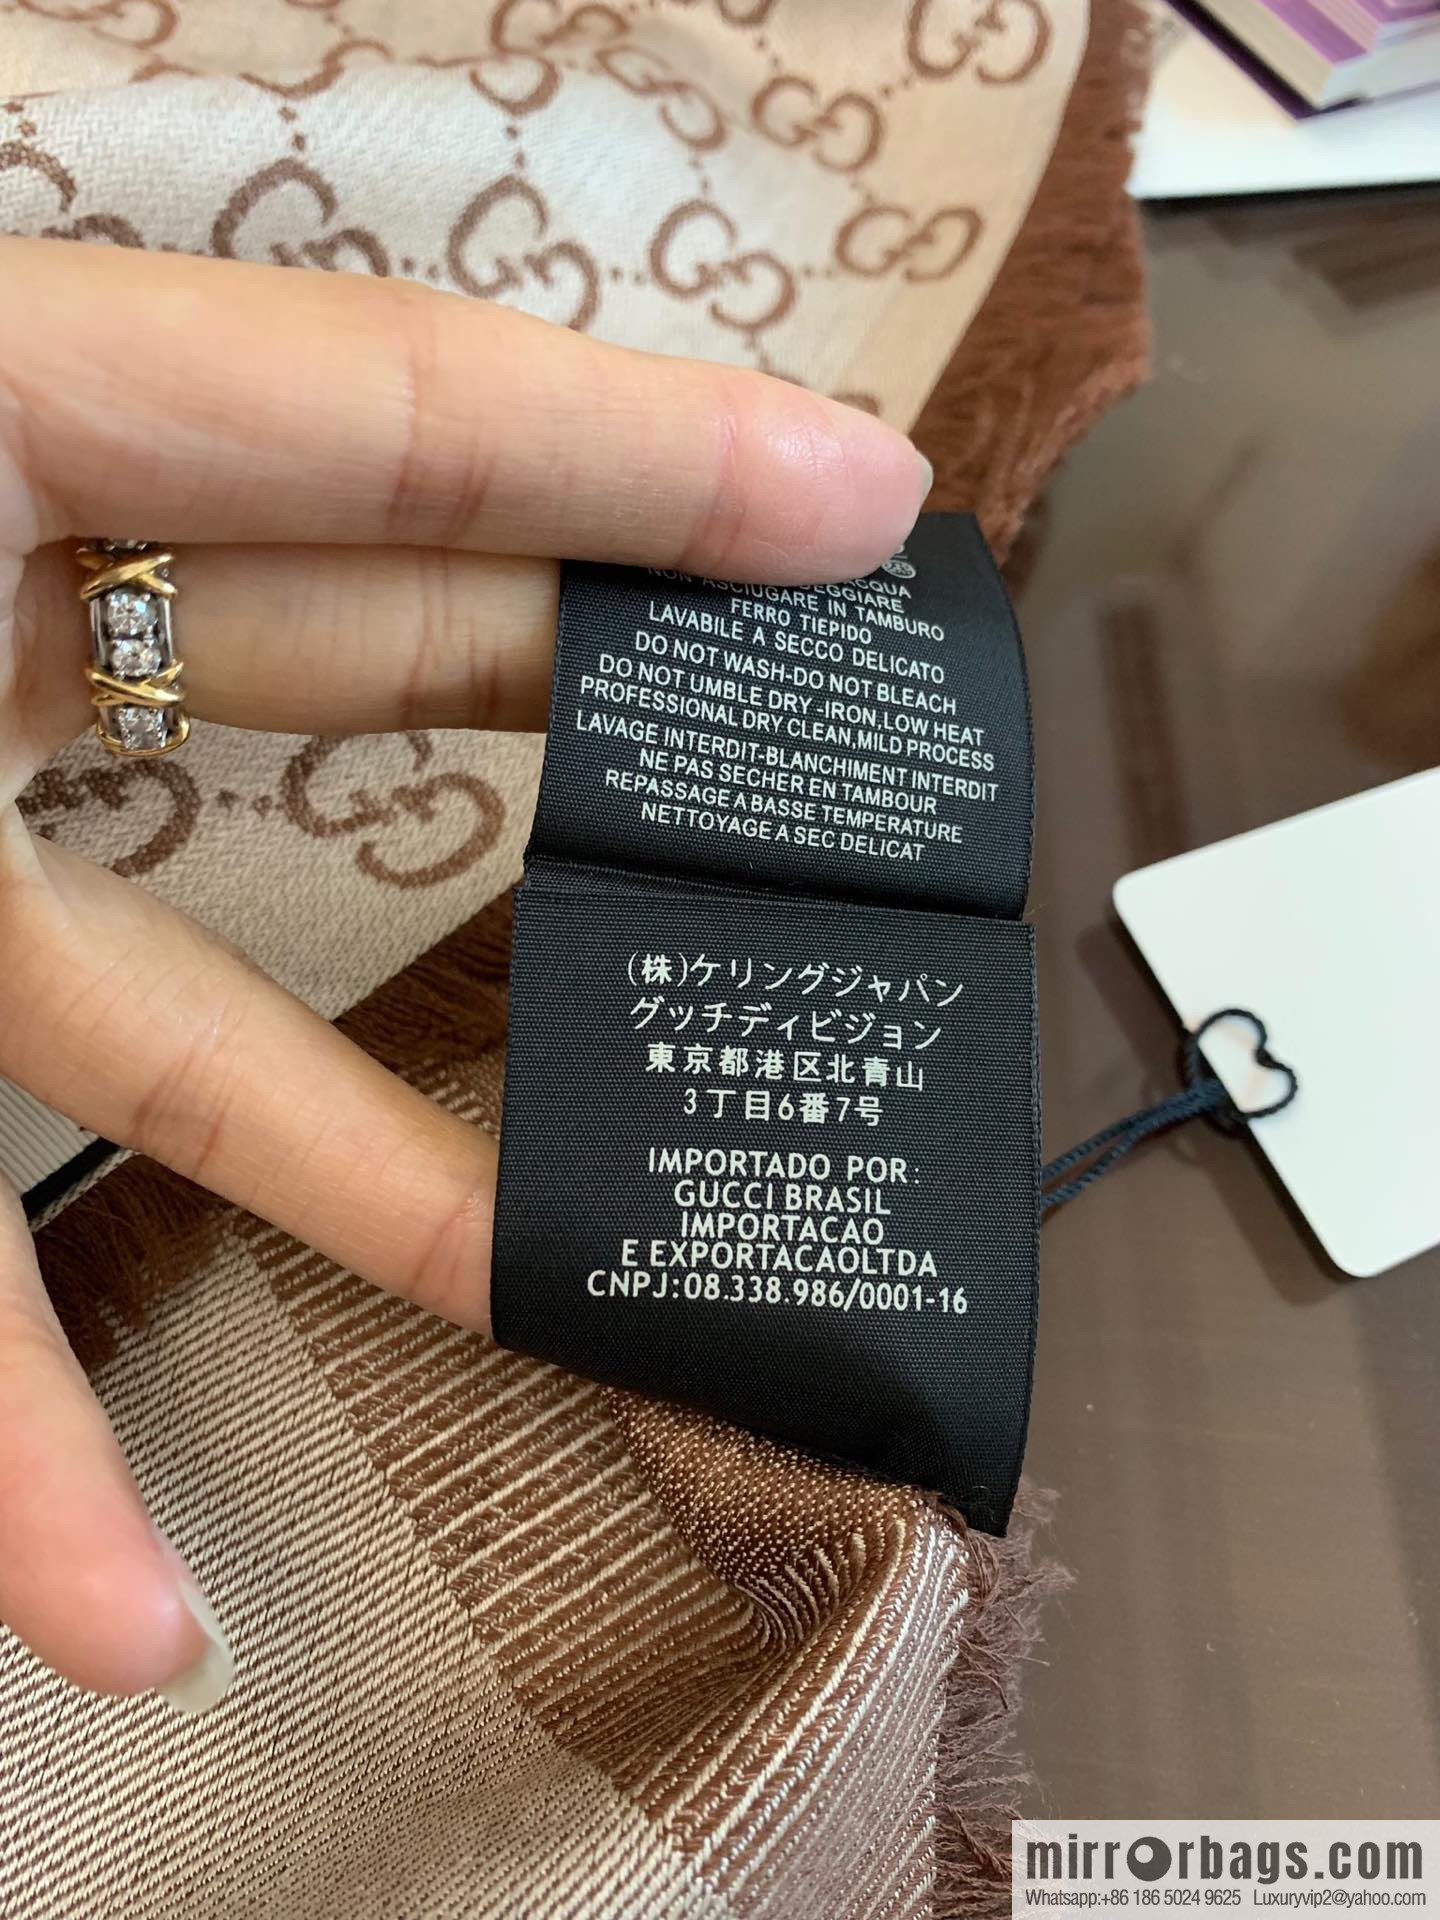 ACQUA
EGGIARE
NON ASCIUGARE IN TAMBURO
FERRO TIEPIDO
LAVABILE A SECCO DELICATO
DO NOT WASH-DO NOT BLEACH
DO NOT UMBLE DRY -IRON,LOW HEAT
PROFESSIONAL DRY CLEAN,MILD PROCESS
LAVAGE INTERDIT-BLANCHIMENT INTERDIT
NE PAS SECHER EN TAMBOUR
REPASSAGE A BASSE TEMPERATURE
NETTOYAGE A SEC DELICAT
(株)ケリングジャパン
グッチディビジョン
東京都港区北青山
3丁目6番7号
IMPORTADO POR:
GUCCI BRASIL
IMPORTACAO
E EXPORTACAOLTDA
CNPJ:08.338.986/0001-16
mirrorbags.com
Whatsapp:+86 186 5024 9625 Luxuryvip2@yahoo.com